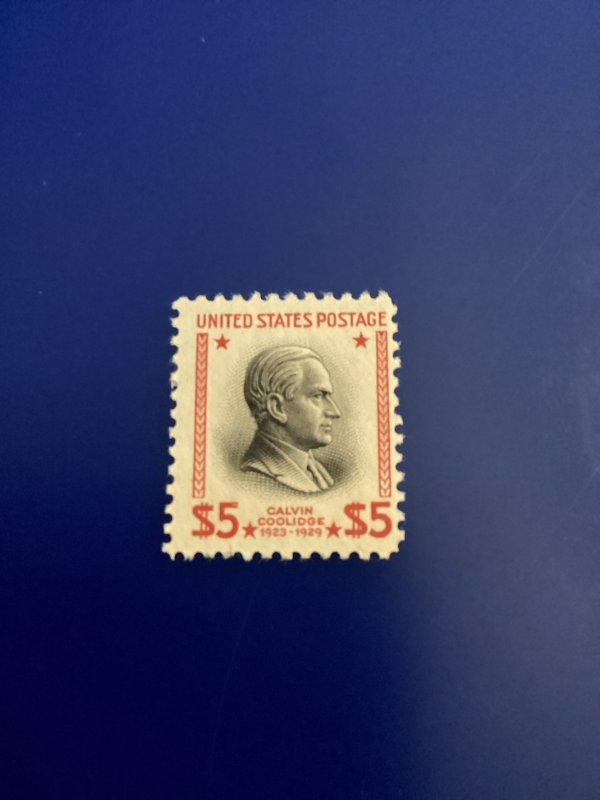 UNITED STATES POSTAGE
CALVIN
$5 COOLIDGE $5
1923-1929